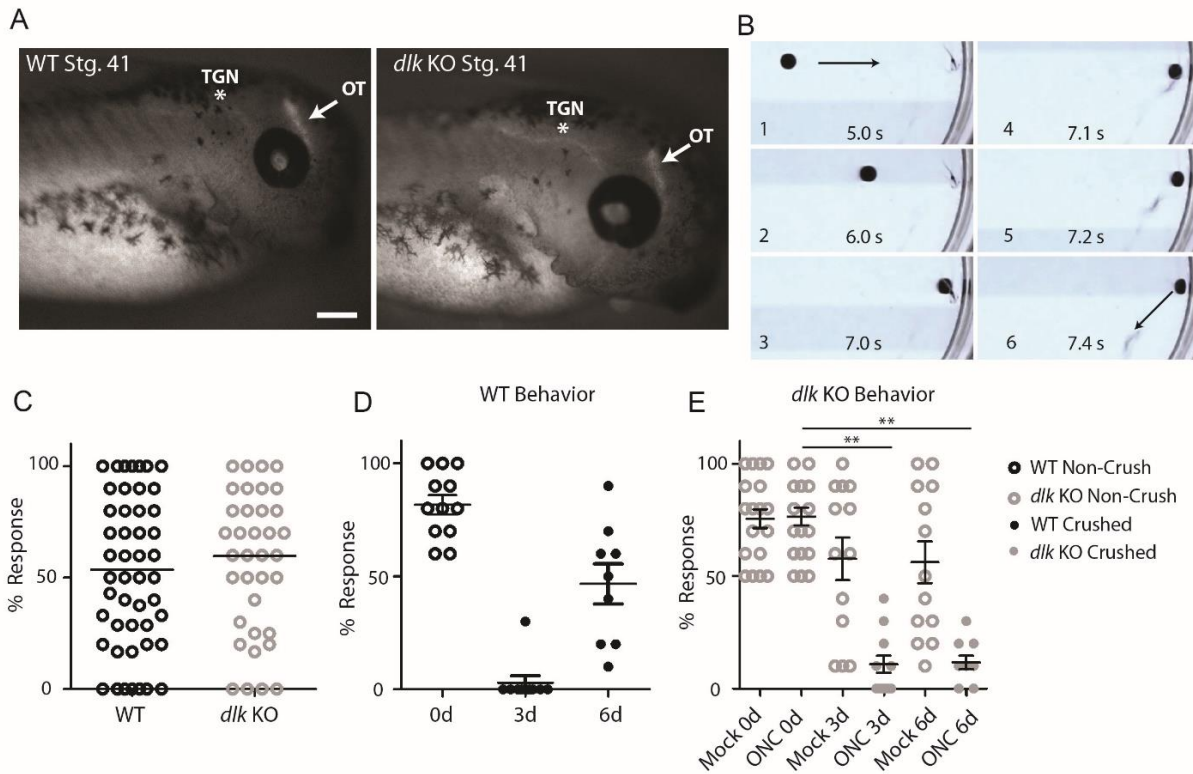 A
WT Stg. 41
TGN
*
OT
dlk KO Stg. 41
TGN
*
OT
B
1
5.0 s
2
6.0 s
3
7.0 s
4
7.1 s
5
7.2 s
6
7.4 s
C
% Response
100
50
0
WT
dlk KO
D
WT Behavior
% Response
100
50
0
0d
3d
6d
E
dlk KO Behavior
**
**
% Response
100
50
0
Mock 0d
ONC 0d
Mock 3d
ONC 3d
Mock 6d
ONC 6d
WT Non-Crush
dlk KO Non-Crush
WT Crushed
dlk KO Crushed